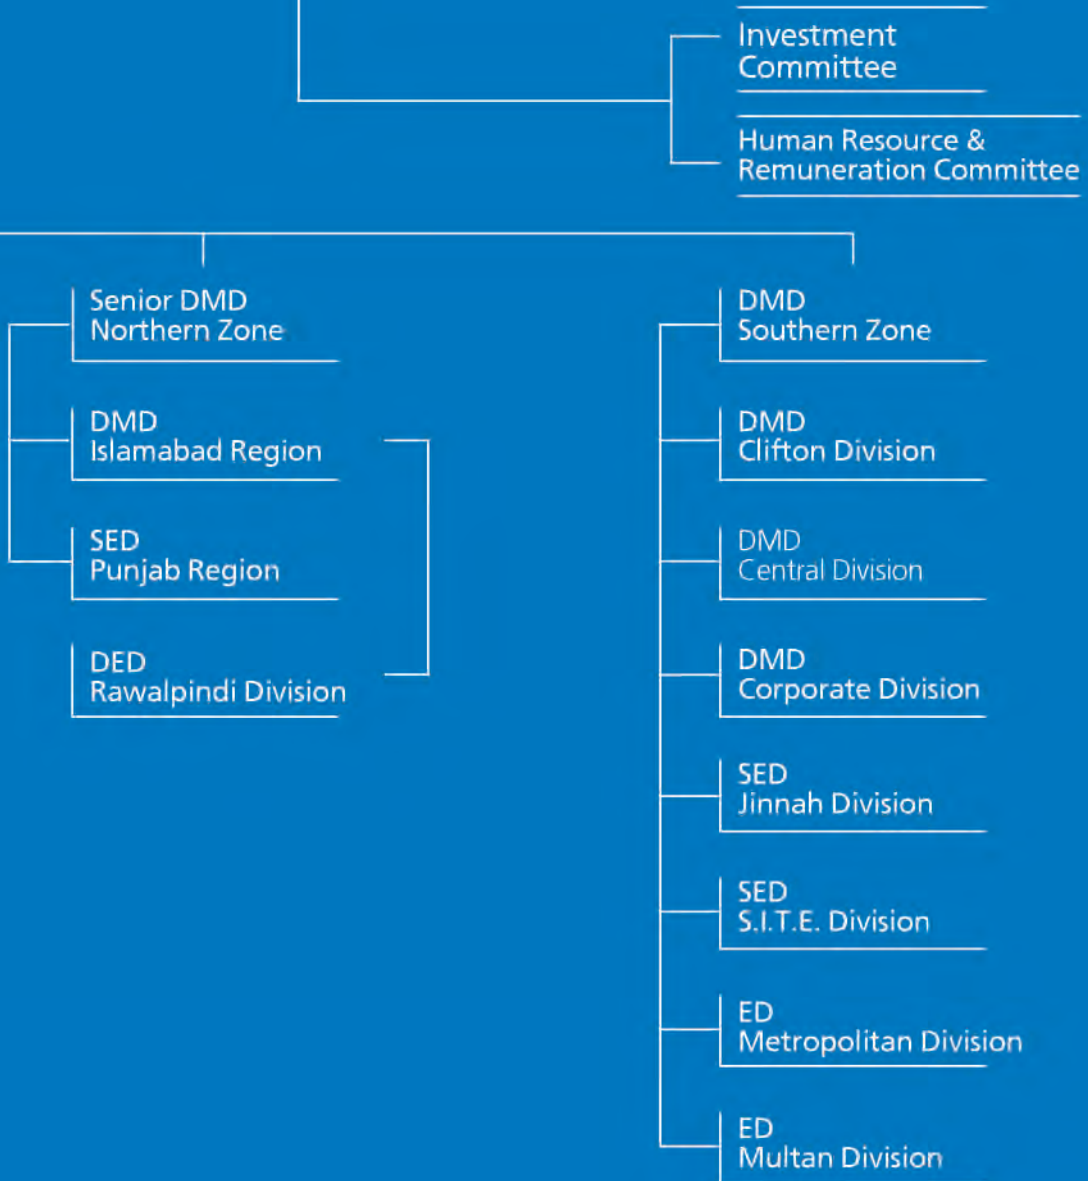 Investment
Committee
Human Resource &
Remuneration Committee
Senior DMD
Northern Zone
DMD
Islamabad Region
SED
Punjab Region
DED
Rawalpindi Division
DMD
Southern Zone
DMD
Clifton Division
DMD
Central Division
DMD
Corporate Division
SED
Jinnah Division
SED
S.I.T.E. Division
ED
Metropolitan Division
ED
Multan Division